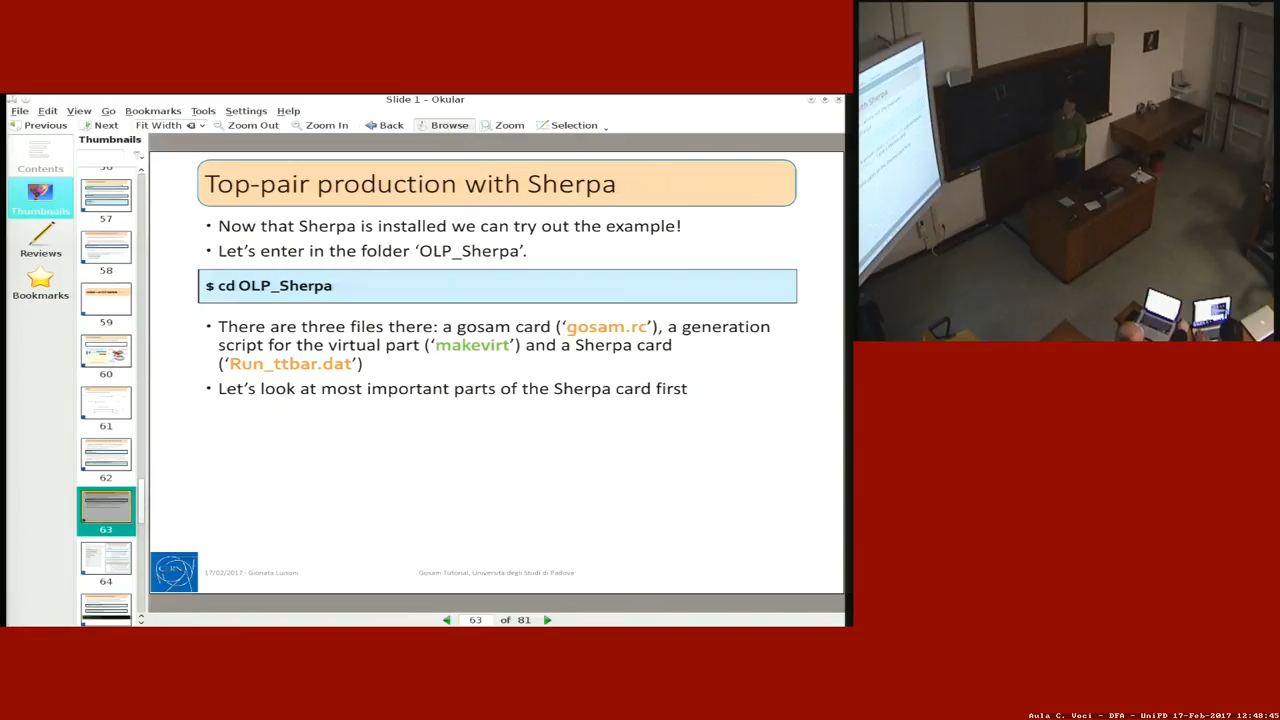 Slide 1 - Okular
File Edit View Go Bookmarks Tools Settings Help
Previous Next Fit Width Zoom Out Zoom In Back Browse Zoom Selection
Contents
Thumbnails
Reviews
Bookmarks
Thumbnails
57
58
59
60
61
62
63
64
Top-pair production with Sherpa
• Now that Sherpa is installed we can try out the example!
• Let's enter in the folder 'OLP_Sherpa'.
$ cd OLP_Sherpa
• There are three files there: a gosam card ('gosam.rc'), a generation
script for the virtual part ('makevirt') and a Sherpa card
('Run_ttbar.dat')
• Let's look at most important parts of the Sherpa card first
CERN
17/02/2017 - Gionata Luisoni
Gosam Tutorial, Universita degli Studi di Padova
63 of 81
Aula C. Voci - DFA - UniPD 17-Feb-2017 12:48:45